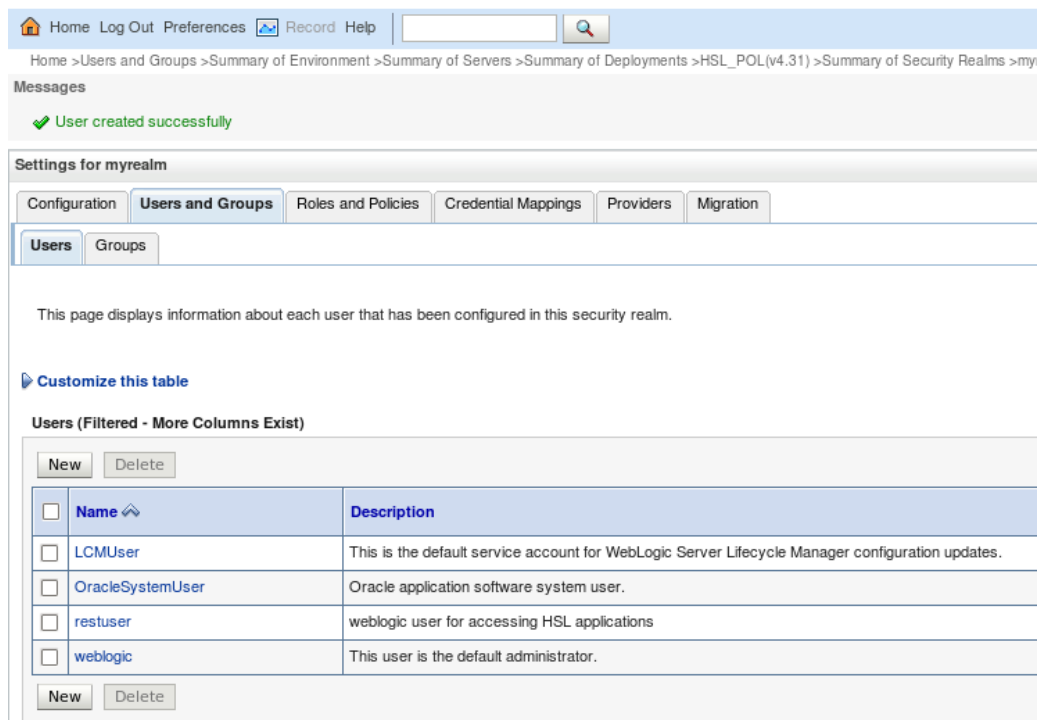 Home Log Out Preferences Record Help
Home >Users and Groups >Summary of Environment >Summary of Servers >Summary of Deployments >HSL_POL(v4.31) >Summary of Security Realms >my
Messages
User created successfully
Settings for myrealm
Configuration Users and Groups Roles and Policies Credential Mappings Providers Migration
Users Groups
This page displays information about each user that has been configured in this security realm.
Customize this table
Users (Filtered - More Columns Exist)
New Delete
Name Description
LCMUser This is the default service account for WebLogic Server Lifecycle Manager configuration updates.
OracleSystemUser Oracle application software system user.
restuser weblogic user for accessing HSL applications
weblogic This user is the default administrator.
New Delete